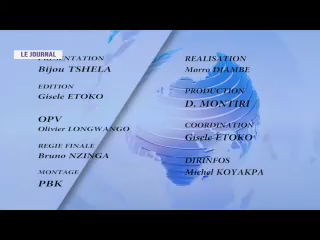 LE JOURNAL
PRESENTATION
Bijou TSHELA
EDITION
Gisele ETOKO
OPV
Olivier LONGWANGO
REGIE FINALE
Bruno NZINGA
MONTAGE
PBK
REALISATION
Morro DIAMBE
PRODUCTION
D. MONTIRI
COORDINATION
Gisele ETOKO
DIRINFOS
Michel KOYAKPA